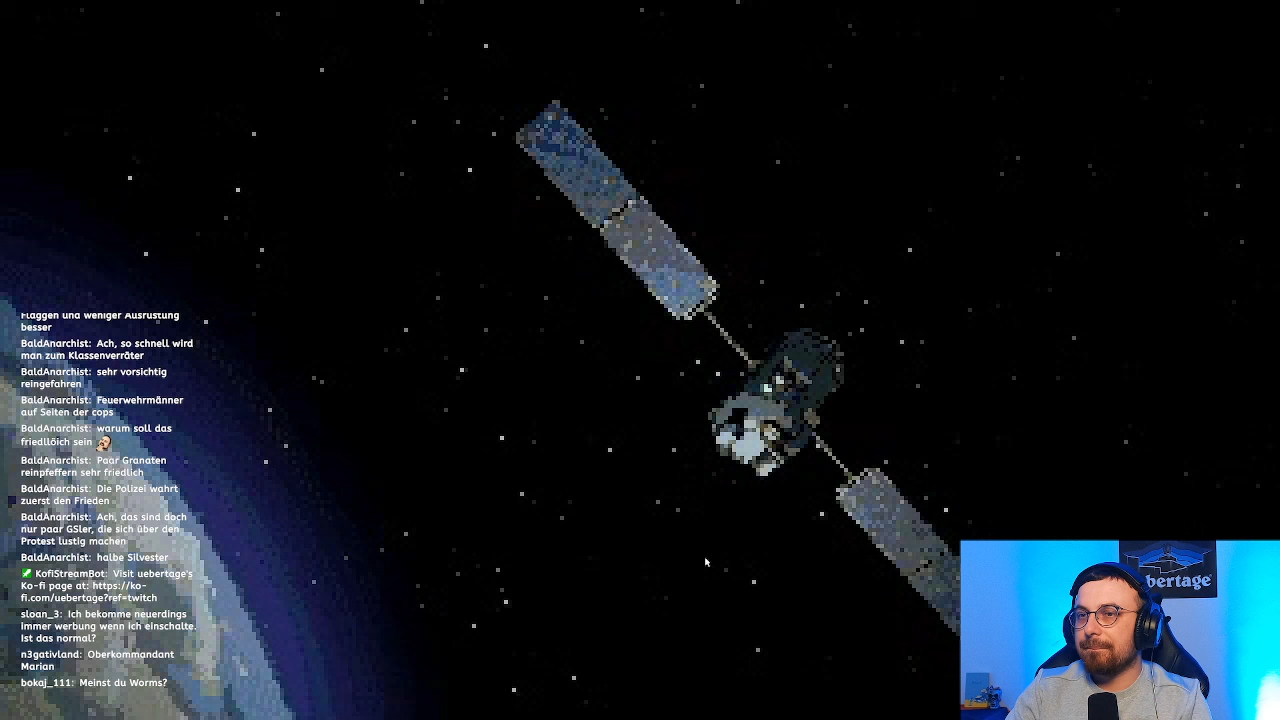 Flaggen und weniger Ausrüstung
besser
BaldAnarchist: Ach, so schnell wird
man zum Klassenverräter
BaldAnarchist: sehr vorsichtig
reingefahren
BaldAnarchist: Feuerwehrmänner
auf Seiten der cops
BaldAnarchist: warum soll das
friedllöich sein
BaldAnarchist: Paar Granaten
reinpfeffern sehr friedlich
BaldAnarchist: Die Polizei wahrt
zuerst den Frieden
BaldAnarchist: Ach, das sind doch
nur paar GSler, die sich über den
Protest lustig machen
BaldAnarchist: halbe Silvester
KofiStreamBot: Visit uebertage's
Ko-fi page at: https://ko-
fi.com/uebertage?ref=twitch
sloan_3: Ich bekomme neuerdings
immer werbung wenn ich einschalte.
Ist das normal?
n3gativland: Oberkommandant
Marian
bokaj_111: Meinst du Worms?
bertage